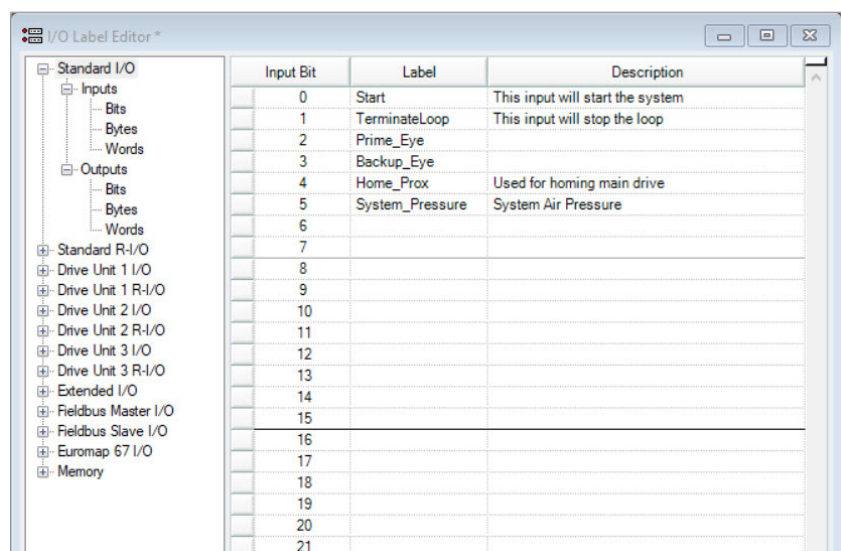 I/O Label Editor *
Standard I/O
Inputs
Bits
Bytes
Words
Outputs
Bits
Bytes
Words
Standard R-I/O
Drive Unit 1 I/O
Drive Unit 1 R-I/O
Drive Unit 2 I/O
Drive Unit 2 R-I/O
Drive Unit 3 I/O
Drive Unit 3 R-I/O
Extended I/O
Fieldbus Master I/O
Fieldbus Slave I/O
Euromap 67 I/O
Memory
Input Bit Label Description
0 Start This input will start the system
1 TerminateLoop This input will stop the loop
2 Prime_Eye
3 Backup_Eye
4 Home_Prox Used for homing main drive
5 System_Pressure System Air Pressure
6
7
8
9
10
11
12
13
14
15
16
17
18
19
20
21